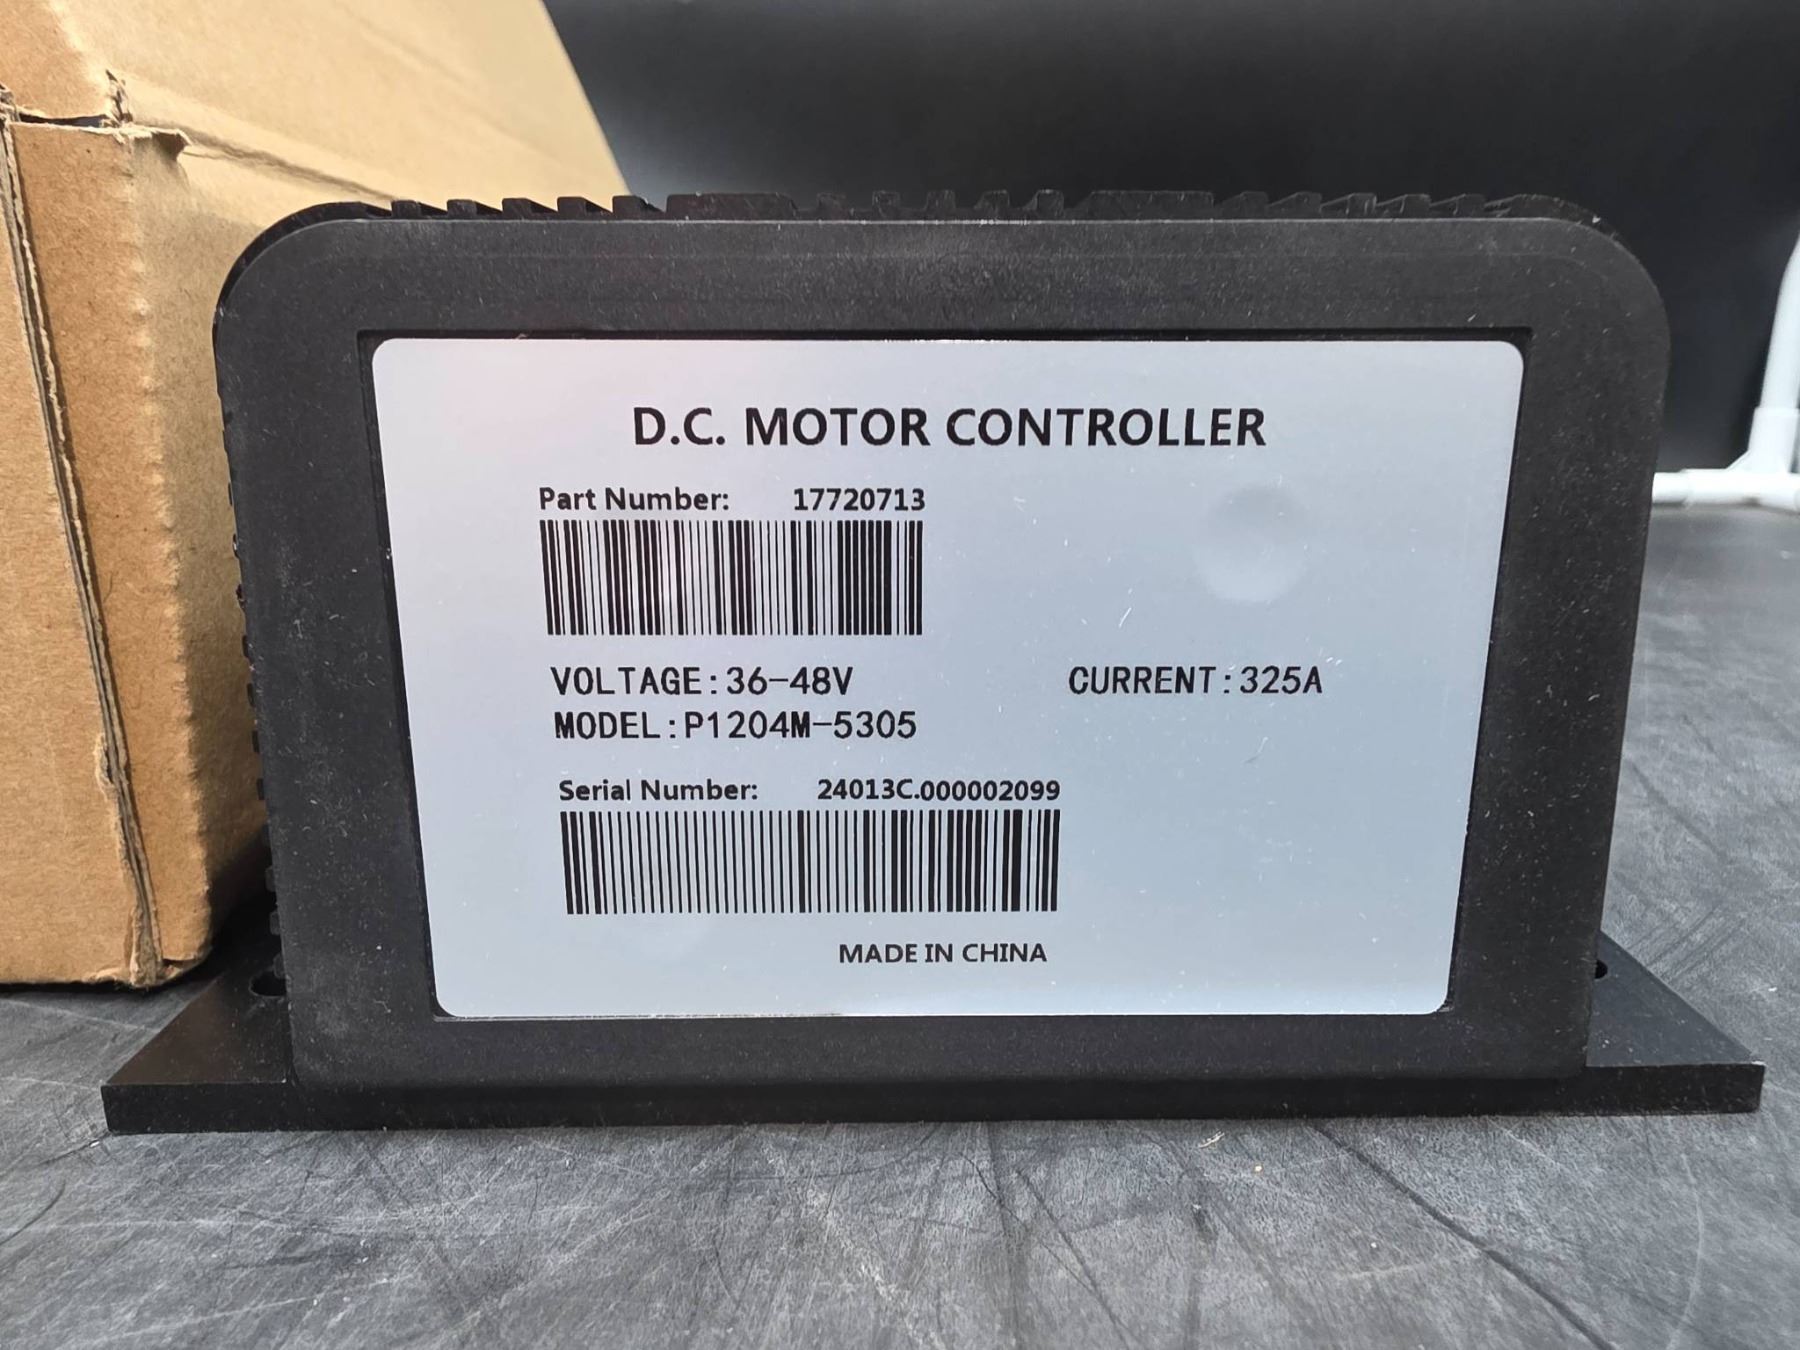 D.C. MOTOR CONTROLLER
Part Number: 17720713
VOLTAGE:36-48V CURRENT:325A
MODEL:P1204M-5305
Serial Number: 24013C.000002099
MADE IN CHINA